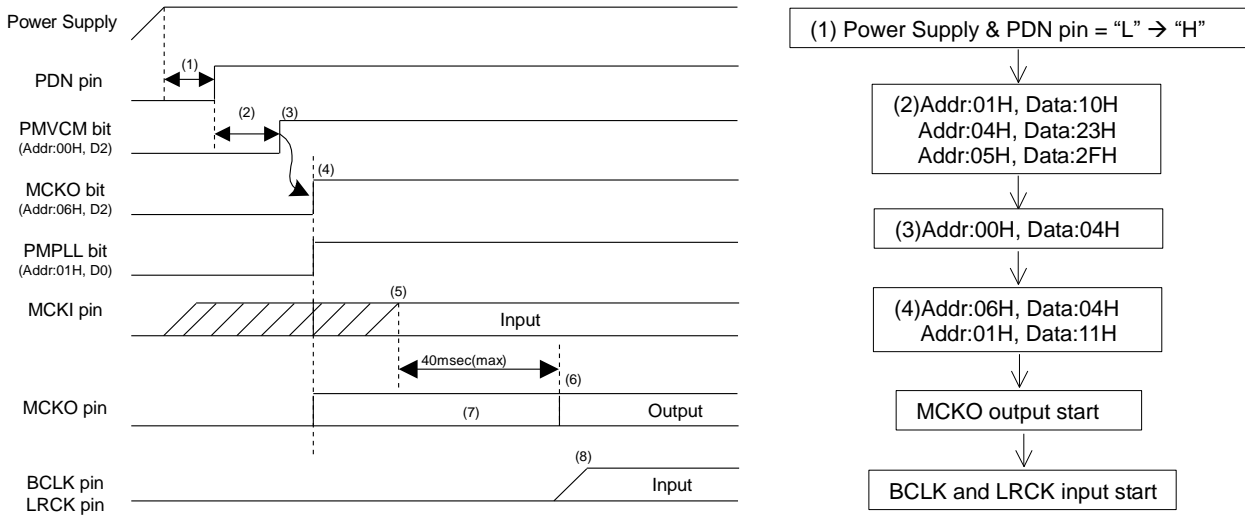 Power Supply
(1)
PDN pin
(2)
(3)
PMVCM bit
(Addr:00H, D2)
(4)
MCKO bit
(Addr:06H, D2)
PMPLL bit
(Addr:01H, D0)
(5)
MCKI pin
Input
40msec(max)
(6)
MCKO pin
(7)
Output
(8)
BCLK pin
LRCK pin
Input
(1) Power Supply & PDN pin = “L” → “H”
(2)Addr:01H, Data:10H
Addr:04H, Data:23H
Addr:05H, Data:2FH
(3)Addr:00H, Data:04H
(4)Addr:06H, Data:04H
Addr:01H, Data:11H
MCKO output start
BCLK and LRCK input start